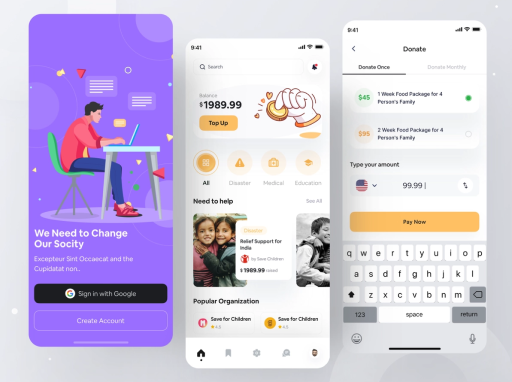 We Need to Change
Our Socity
Excepteur Sint Occaecat and the
Cupidatat non..
G Sign in with Google
Create Account
9:41
Search
Balance
$1989.99
Top Up
All
Disaster
Medical
Education
Need to help
See All
Disaster
Relief Support for
India
by Save Children
$1989.99 raised
Popular Organization
Save for Children
4.5
Save for Children
4.5
9:41
Donate
Donate Once
Donate Monthly
$45
1 Week Food Package for 4
Person's Family
$95
2 Week Food Package for 4
Person's Family
Type your amount
99.99
Pay Now
q w e r t y u i o p
a s d f g h j k l
z x c v b n m
123 space return